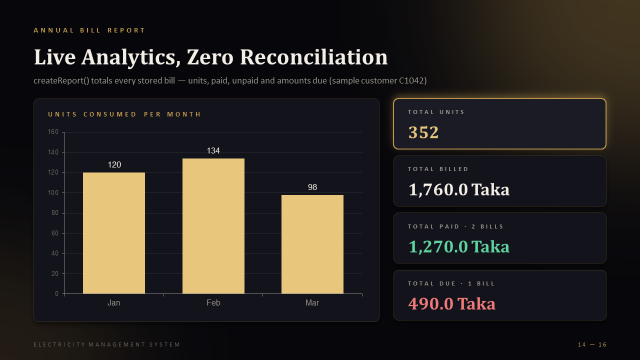 ANNUAL BILL REPORT
Live Analytics, Zero Reconciliation
createReport() totals every stored bill — units, paid, unpaid and amounts due (sample customer C1042)
UNITS CONSUMED PER MONTH
160
140
120
100
80
60
40
20
0
120
134
98
Jan
Feb
Mar
TOTAL UNITS
352
TOTAL BILLED
1,760.0 Taka
TOTAL PAID · 2 BILLS
1,270.0 Taka
TOTAL DUE · 1 BILL
490.0 Taka
ELECTRICITY MANAGEMENT SYSTEM
14 — 16